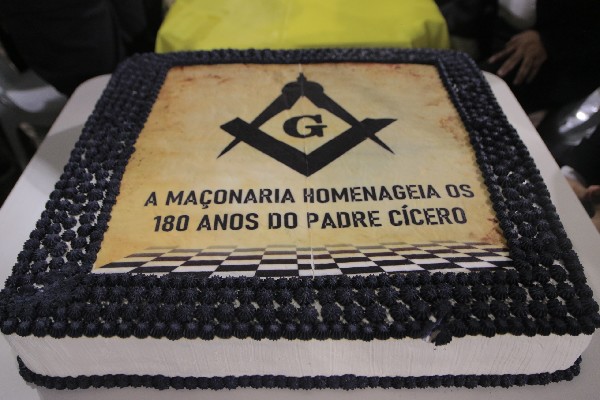 G
A MAÇONARIA HOMENAGEIA OS
180 ANOS DO PADRE CÍCERO